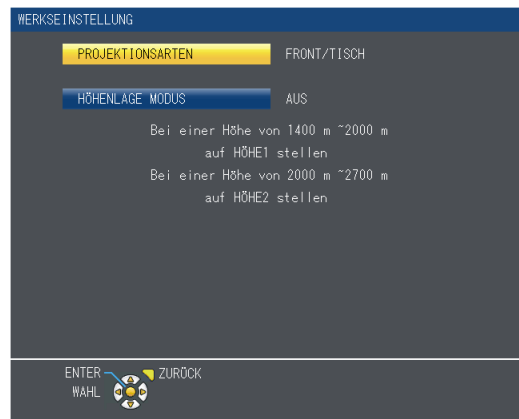 WERKSEINSTELLUNG
PROJEKTIONSARTEN FRONT/TISCH
HÖHENLAGE MODUS AUS
Bei einer Höhe von 1400 m ~2000 m
auf HÖHE1 stellen
Bei einer Höhe von 2000 m ~2700 m
auf HÖHE2 stellen
ENTER ZURÜCK
WAHL